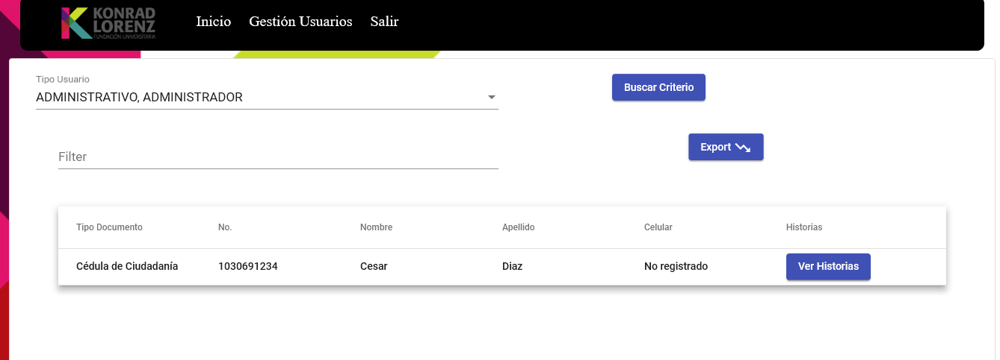 KONRAD
LORENZ
FUNDACIÓN UNIVERSITARIA
Inicio Gestión Usuarios Salir
Tipo Usuario
ADMINISTRATIVO, ADMINISTRADOR
Buscar Criterio
Export
Filter
Tipo Documento No. Nombre Apellido Celular Historias
Cédula de Ciudadanía 1030691234 Cesar Diaz No registrado Ver Historias